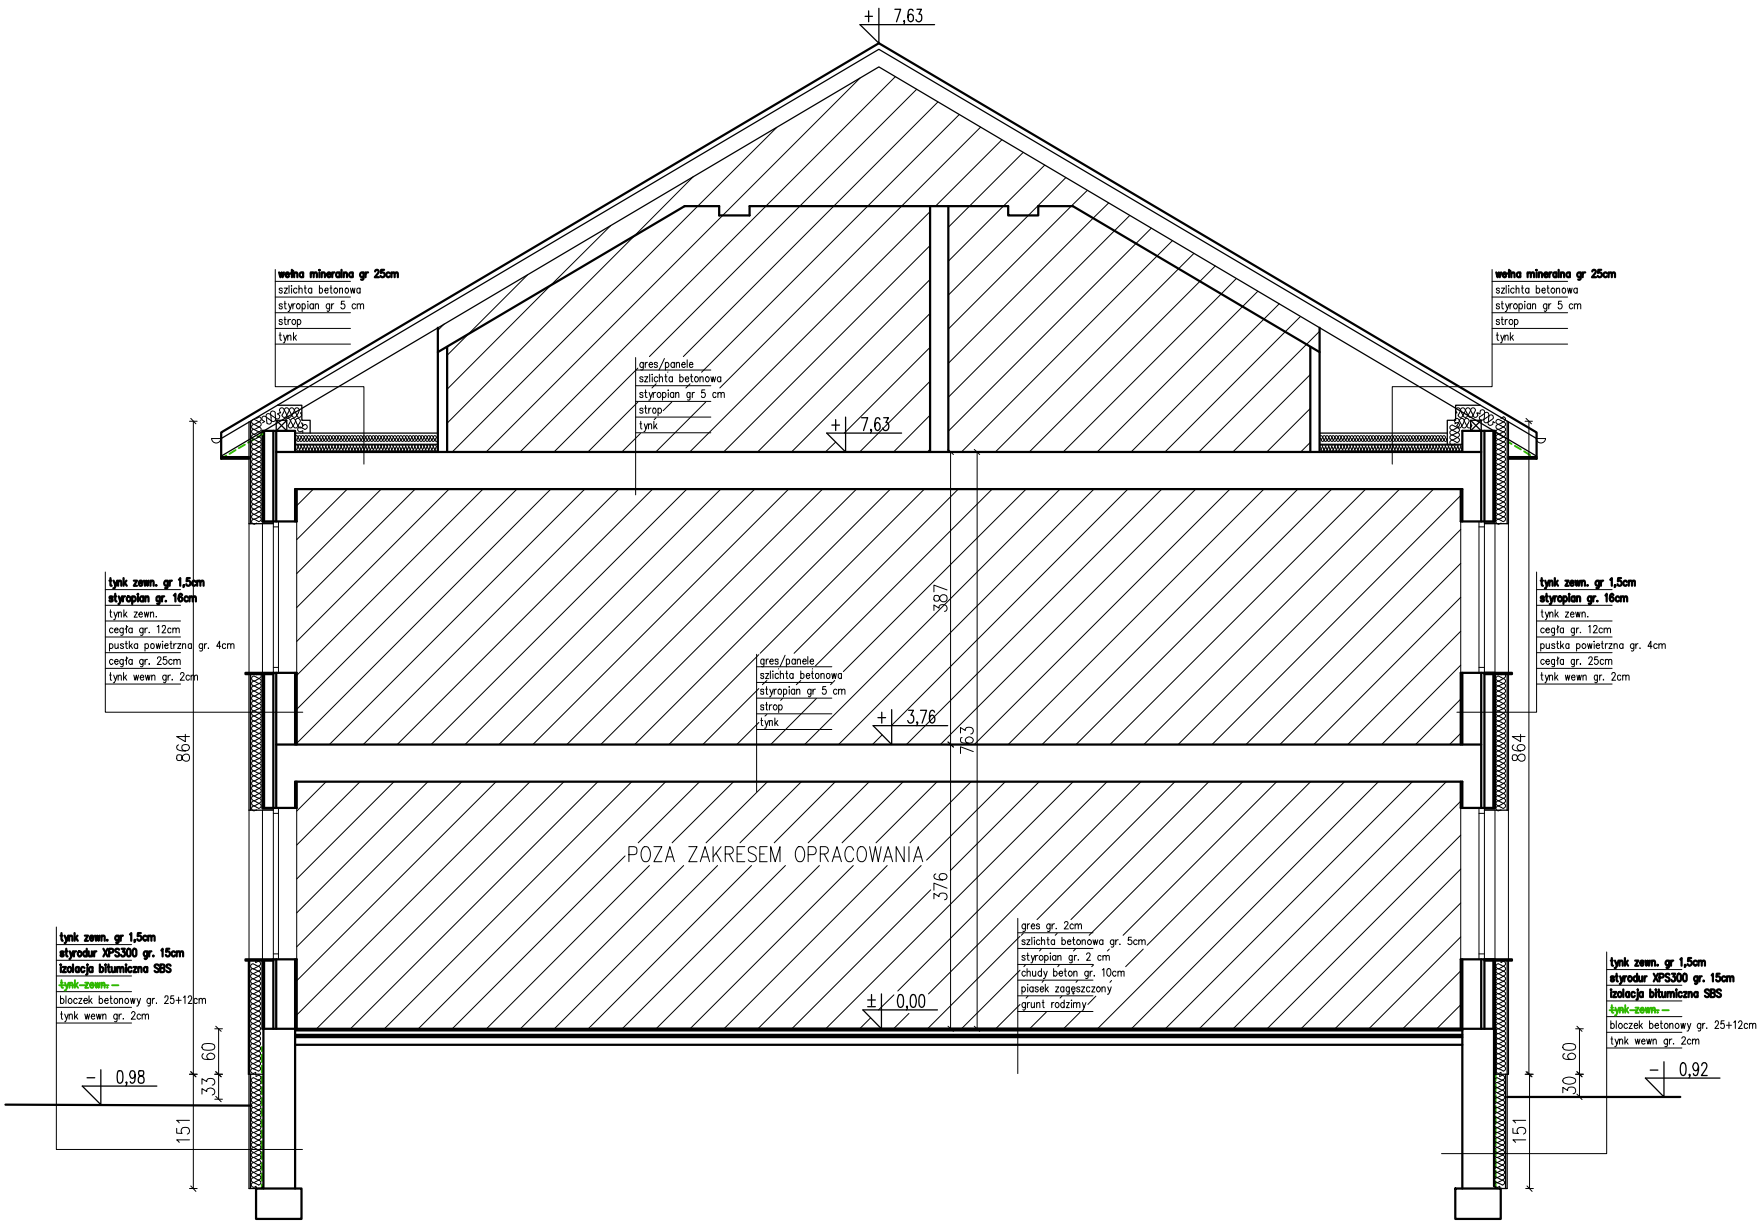 + 7,63
wełna mineralna gr 25cm
szlichta betonowa
styropian gr 5 cm
strop
tynk
wełna mineralna gr 25cm
szlichta betonowa
styropian gr 5 cm
strop
tynk
gres/panele
szlichta betonowa
styropian gr 5 cm
strop
tynk
+ 7,63
387
tynk zewn. gr 1,5cm
styropian gr. 16cm
tynk zewn.
cegła gr. 12cm
pustka powietrzna gr. 4cm
cegła gr. 25cm
tynk wewn gr. 2cm
tynk zewn. gr 1,5cm
styropian gr. 16cm
tynk zewn.
cegła gr. 12cm
pustka powietrzna gr. 4cm
cegła gr. 25cm
tynk wewn gr. 2cm
gres/panele
szlichta betonowa
styropian gr 5 cm
strop
tynk
+ 3,76
763
864
864
POZA ZAKRESEM OPRACOWANIA
376
gres gr. 2cm
szlichta betonowa gr. 5cm
styropian gr. 2 cm
chudy beton gr. 10cm
piasek zagęszczony
grunt rodzimy
± 0,00
tynk zewn. gr 1,5cm
styrodur XPS300 gr. 15cm
izolacja bitumiczna SBS
tynk zewn.
bloczek betonowy gr. 25+12cm
tynk wewn gr. 2cm
tynk zewn. gr 1,5cm
styrodur XPS300 gr. 15cm
izolacja bitumiczna SBS
tynk zewn.
bloczek betonowy gr. 25+12cm
tynk wewn gr. 2cm
60
33
- 0,98
151
60
30
- 0,92
151